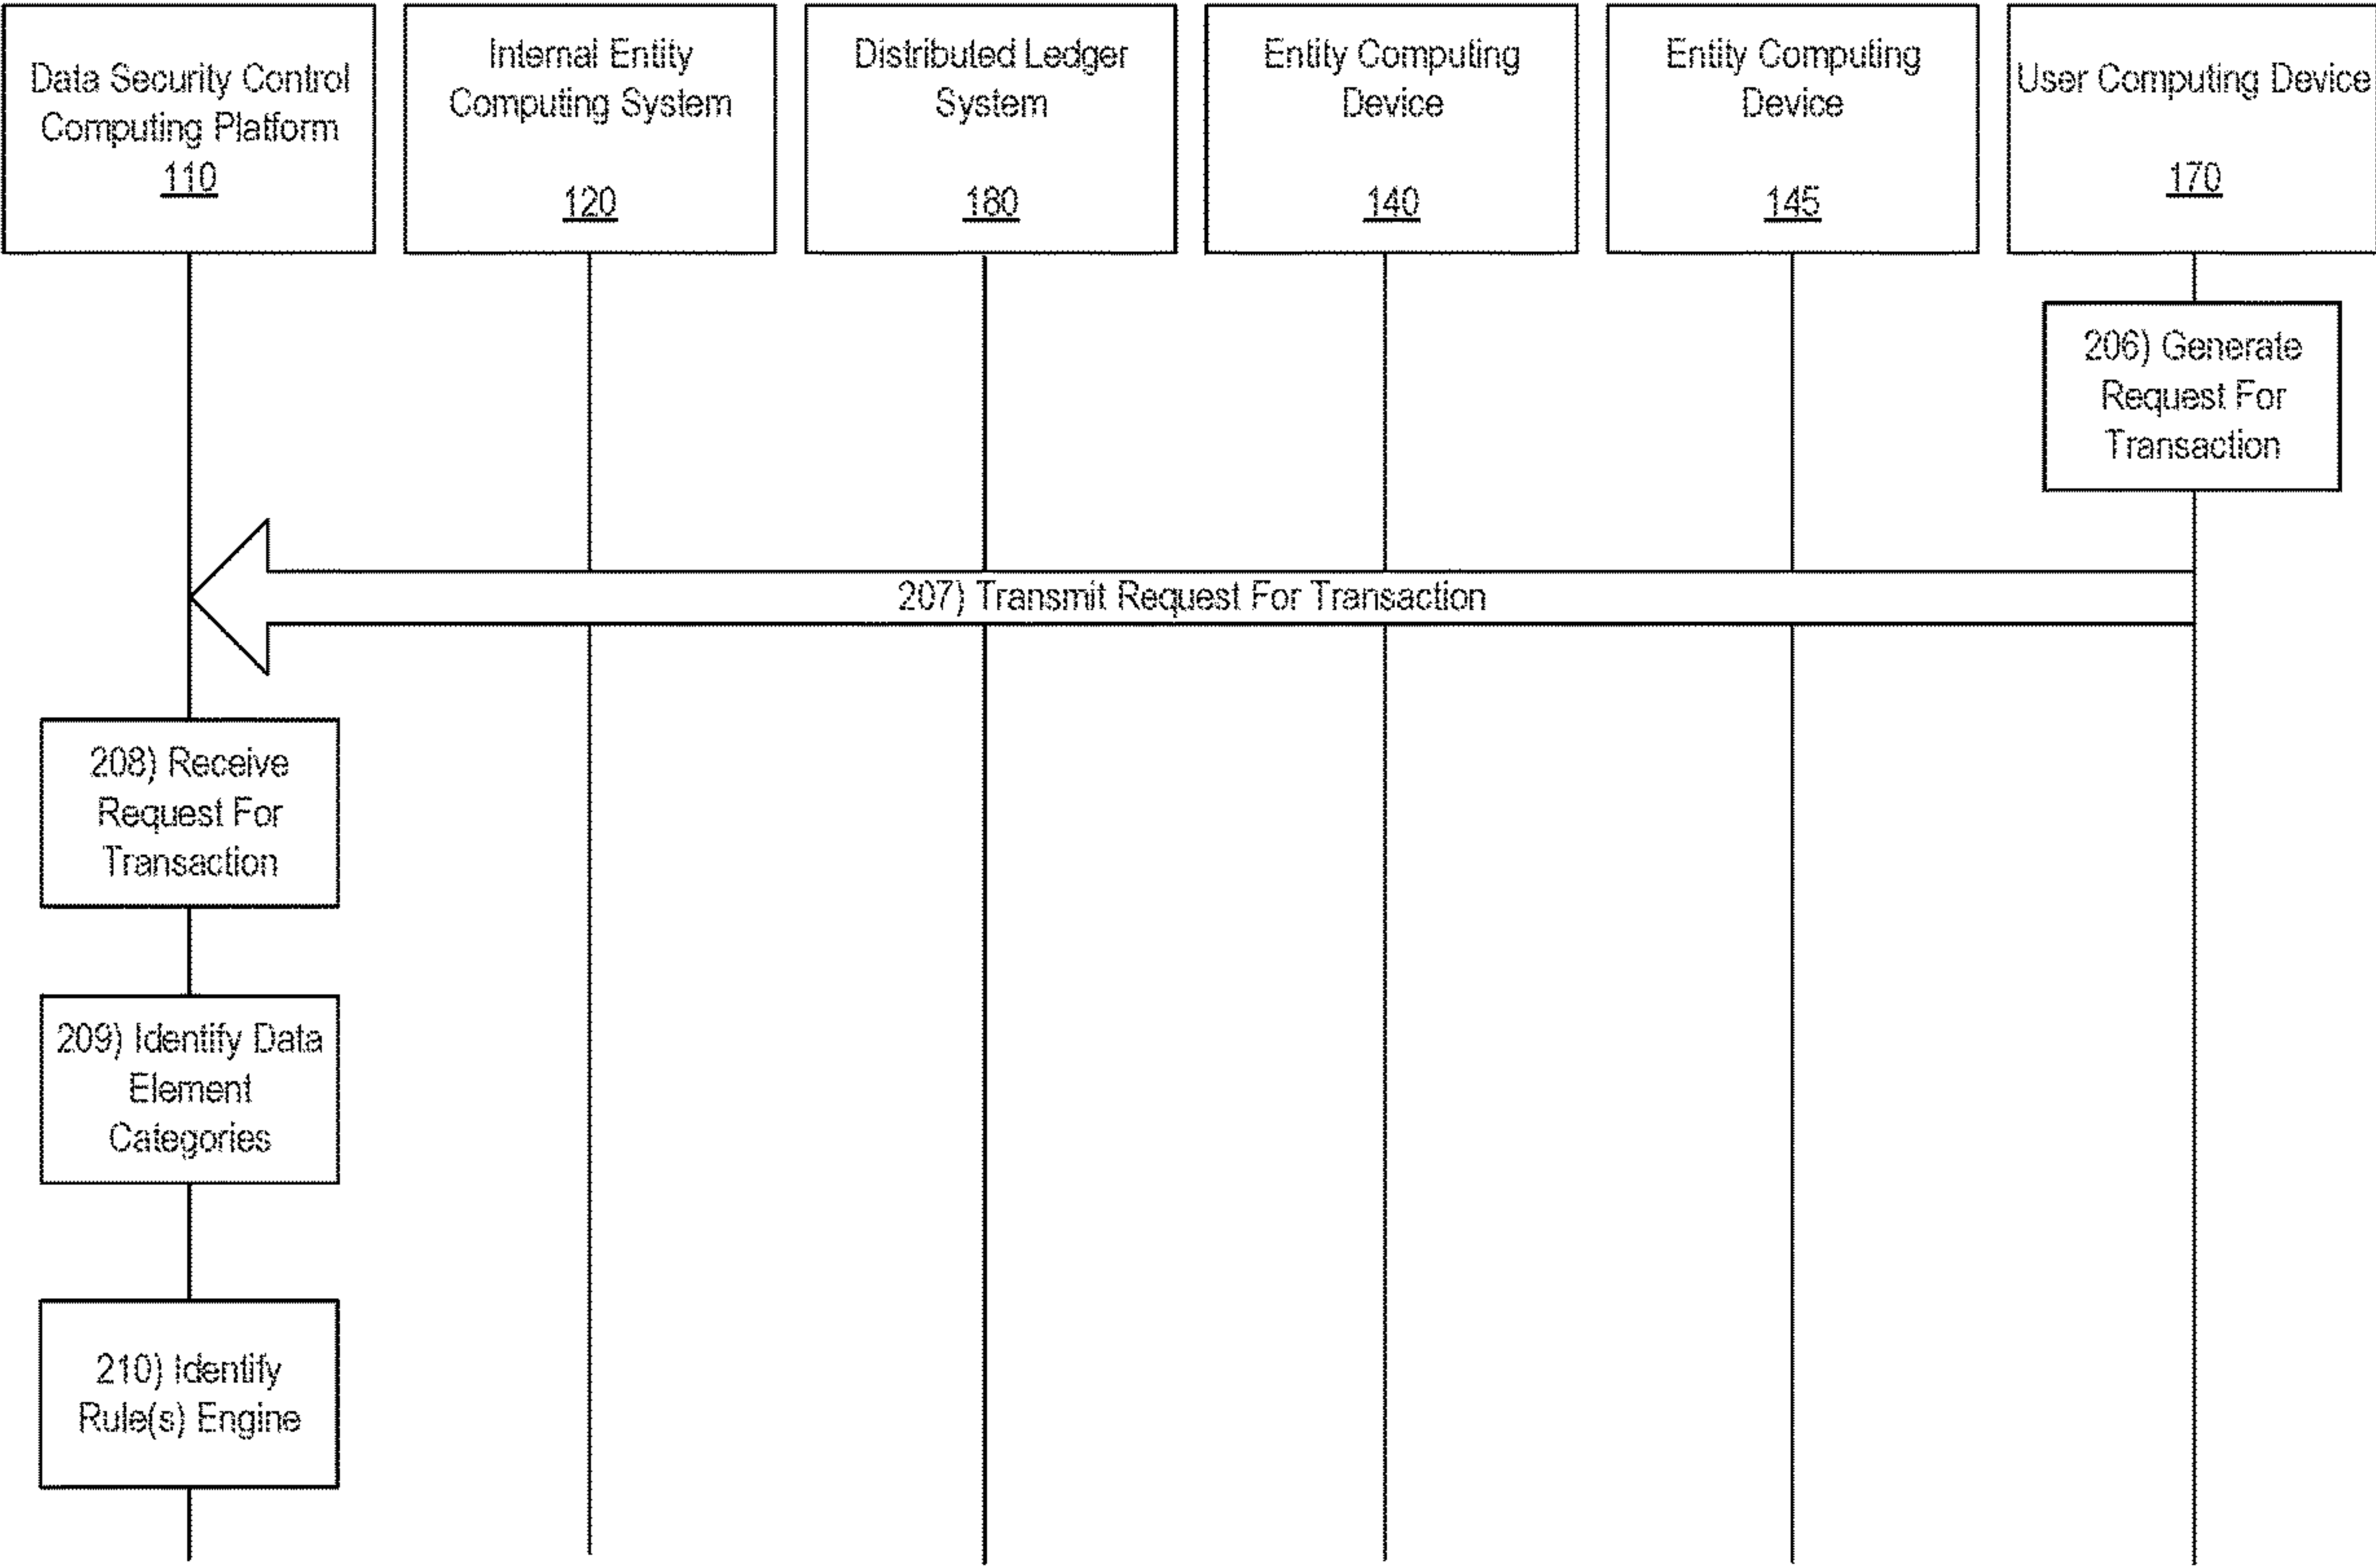 Data Security Control
Computing Platform
110
Internal Entity
Computing System
120
Distributed Ledger
System
180
Entity Computing
Device
140
Entity Computing
Device
145
User Computing Device
170
206) Generate
Request For
Transaction
207) Transmit Request For Transaction
208) Receive
Request For
Transaction
209) Identify Data
Element
Categories
210) Identify
Rule(s) Engine